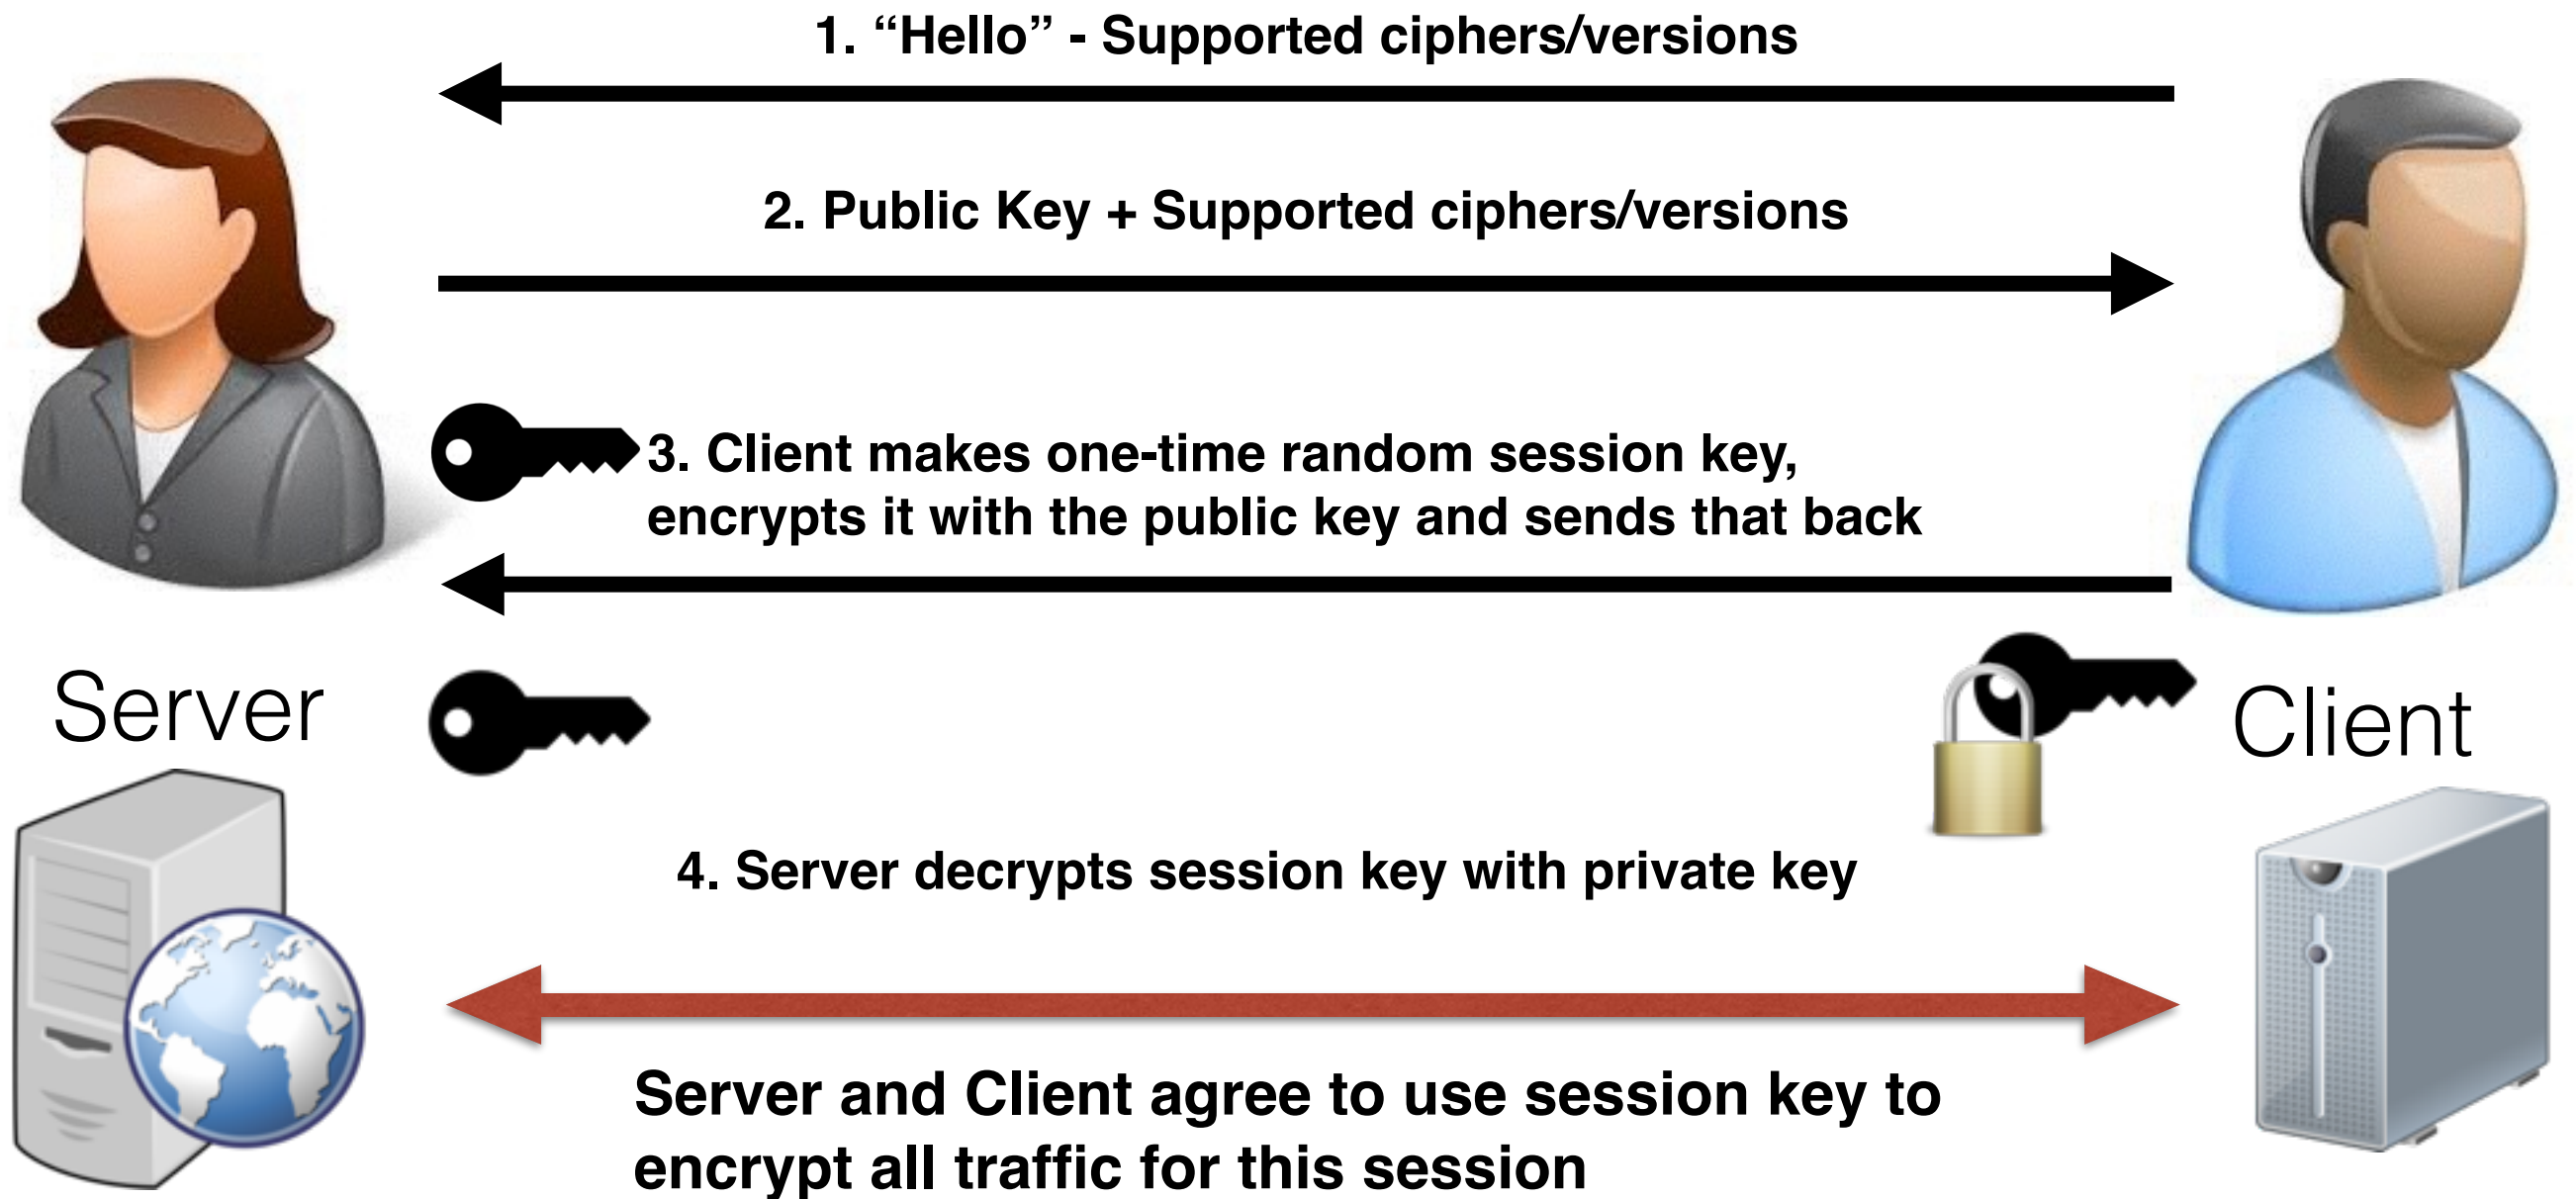 1. “Hello” - Supported ciphers/versions
2. Public Key + Supported ciphers/versions
3. Client makes one-time random session key,
encrypts it with the public key and sends that back
Server
Client
4. Server decrypts session key with private key
Server and Client agree to use session key to
encrypt all traffic for this session